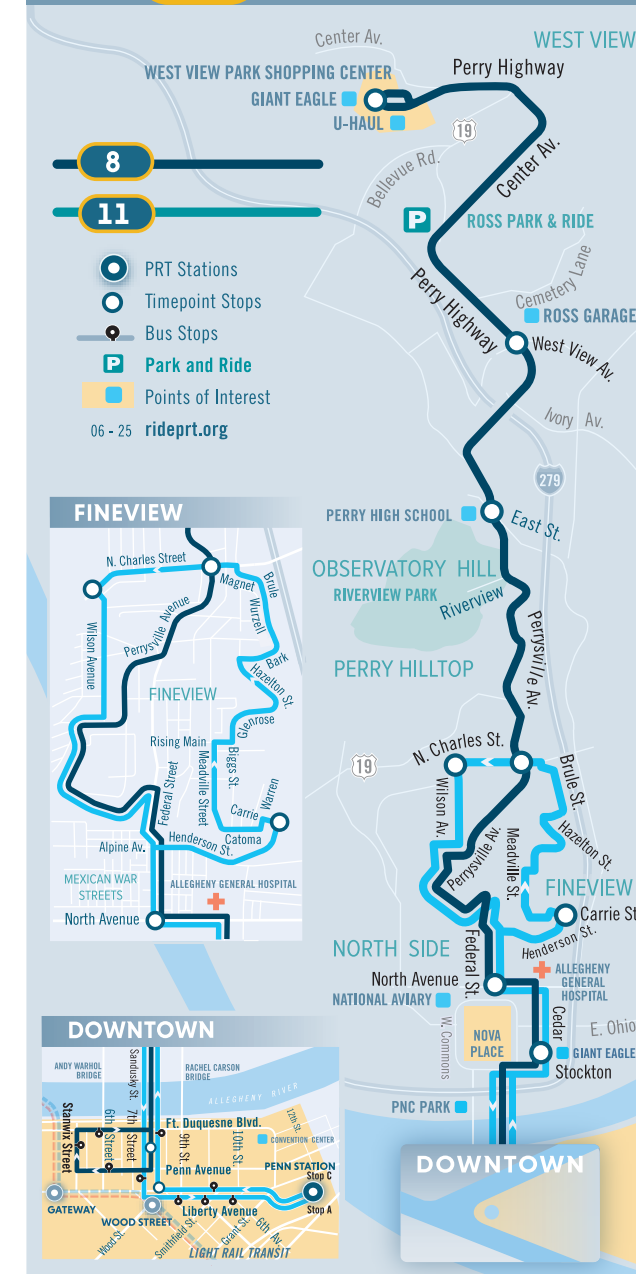 Center Av.
WEST VIEW
WEST VIEW PARK SHOPPING CENTER
Perry Highway
GIANT EAGLE
U-HAUL
19
Center Av.
Bellevue Rd.
8
11
P
ROSS PARK & RIDE
Perry Highway
Cemetery Lane
ROSS GARAGE
West View Av.
PRT Stations
Timepoint Stops
Bus Stops
P
Park and Ride
Points of Interest
06 - 25 rideprt.org
Ivory Av.
279
PERRY HIGH SCHOOL
East St.
OBSERVATORY HILL
RIVERVIEW PARK
Riverview
Perrysville Av.
PERRY HILLTOP
FINEVIEW
N. Charles Street
Magnet
Brule
Wurzell
Perrysville Avenue
Wilson Avenue
Bark
Hazelton St.
FINEVIEW
Glenrose
Rising Main
Biggs St.
Meadville Street
Federal Street
Warren
Carrie
Catoma
Henderson St.
Alpine Av.
MEXICAN WAR
STREETS
ALLEGHENY GENERAL HOSPITAL
North Avenue
19
N. Charles St.
Brule St.
Wilson Av.
Perrysville Av.
Meadville St.
Hazelton St.
FINEVIEW
Carrie St
Henderson St.
NORTH SIDE
Federal St.
North Avenue
ALLEGHENY
GENERAL
HOSPITAL
NATIONAL AVIARY
W. Commons
NOVA
PLACE
Cedar
E. Ohio
GIANT EAGLE
Stockton
PNC PARK
DOWNTOWN
DOWNTOWN
ANDY WARHOL
BRIDGE
Sandusky St.
RACHEL CARSON
BRIDGE
ALLEGHENY RIVER
Stanwix Street
6th Street
7th Street
Ft. Duquesne Blvd.
9th St.
10th St.
12th St.
CONVENTION CENTER
Penn Avenue
PENN STATION
Stop C
Stop A
GATEWAY
WOOD STREET
Liberty Avenue
Wood St.
Smithfield St.
Grant St.
6th Av.
LIGHT RAIL TRANSIT